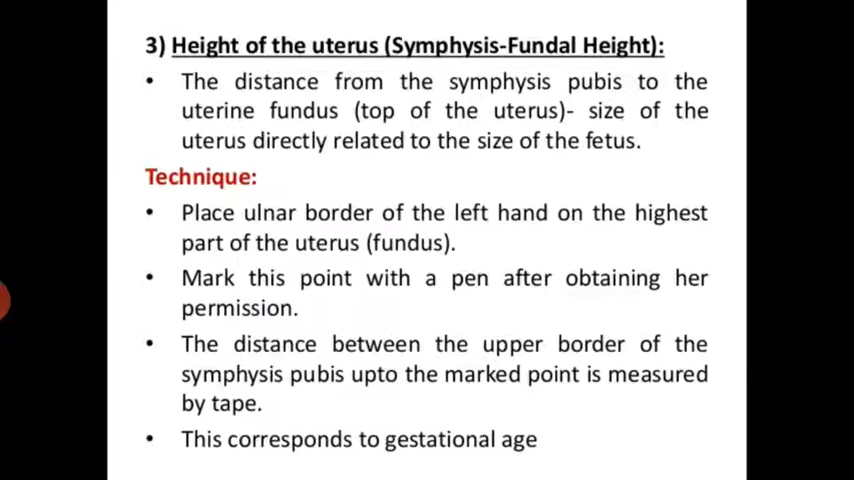 3) Height of the uterus (Symphysis-Fundal Height):
• The distance from the symphysis pubis to the
uterine fundus (top of the uterus)- size of the
uterus directly related to the size of the fetus.
Technique:
• Place ulnar border of the left hand on the highest
part of the uterus (fundus).
• Mark this point with a pen after obtaining her
permission.
• The distance between the upper border of the
symphysis pubis upto the marked point is measured
by tape.
• This corresponds to gestational age